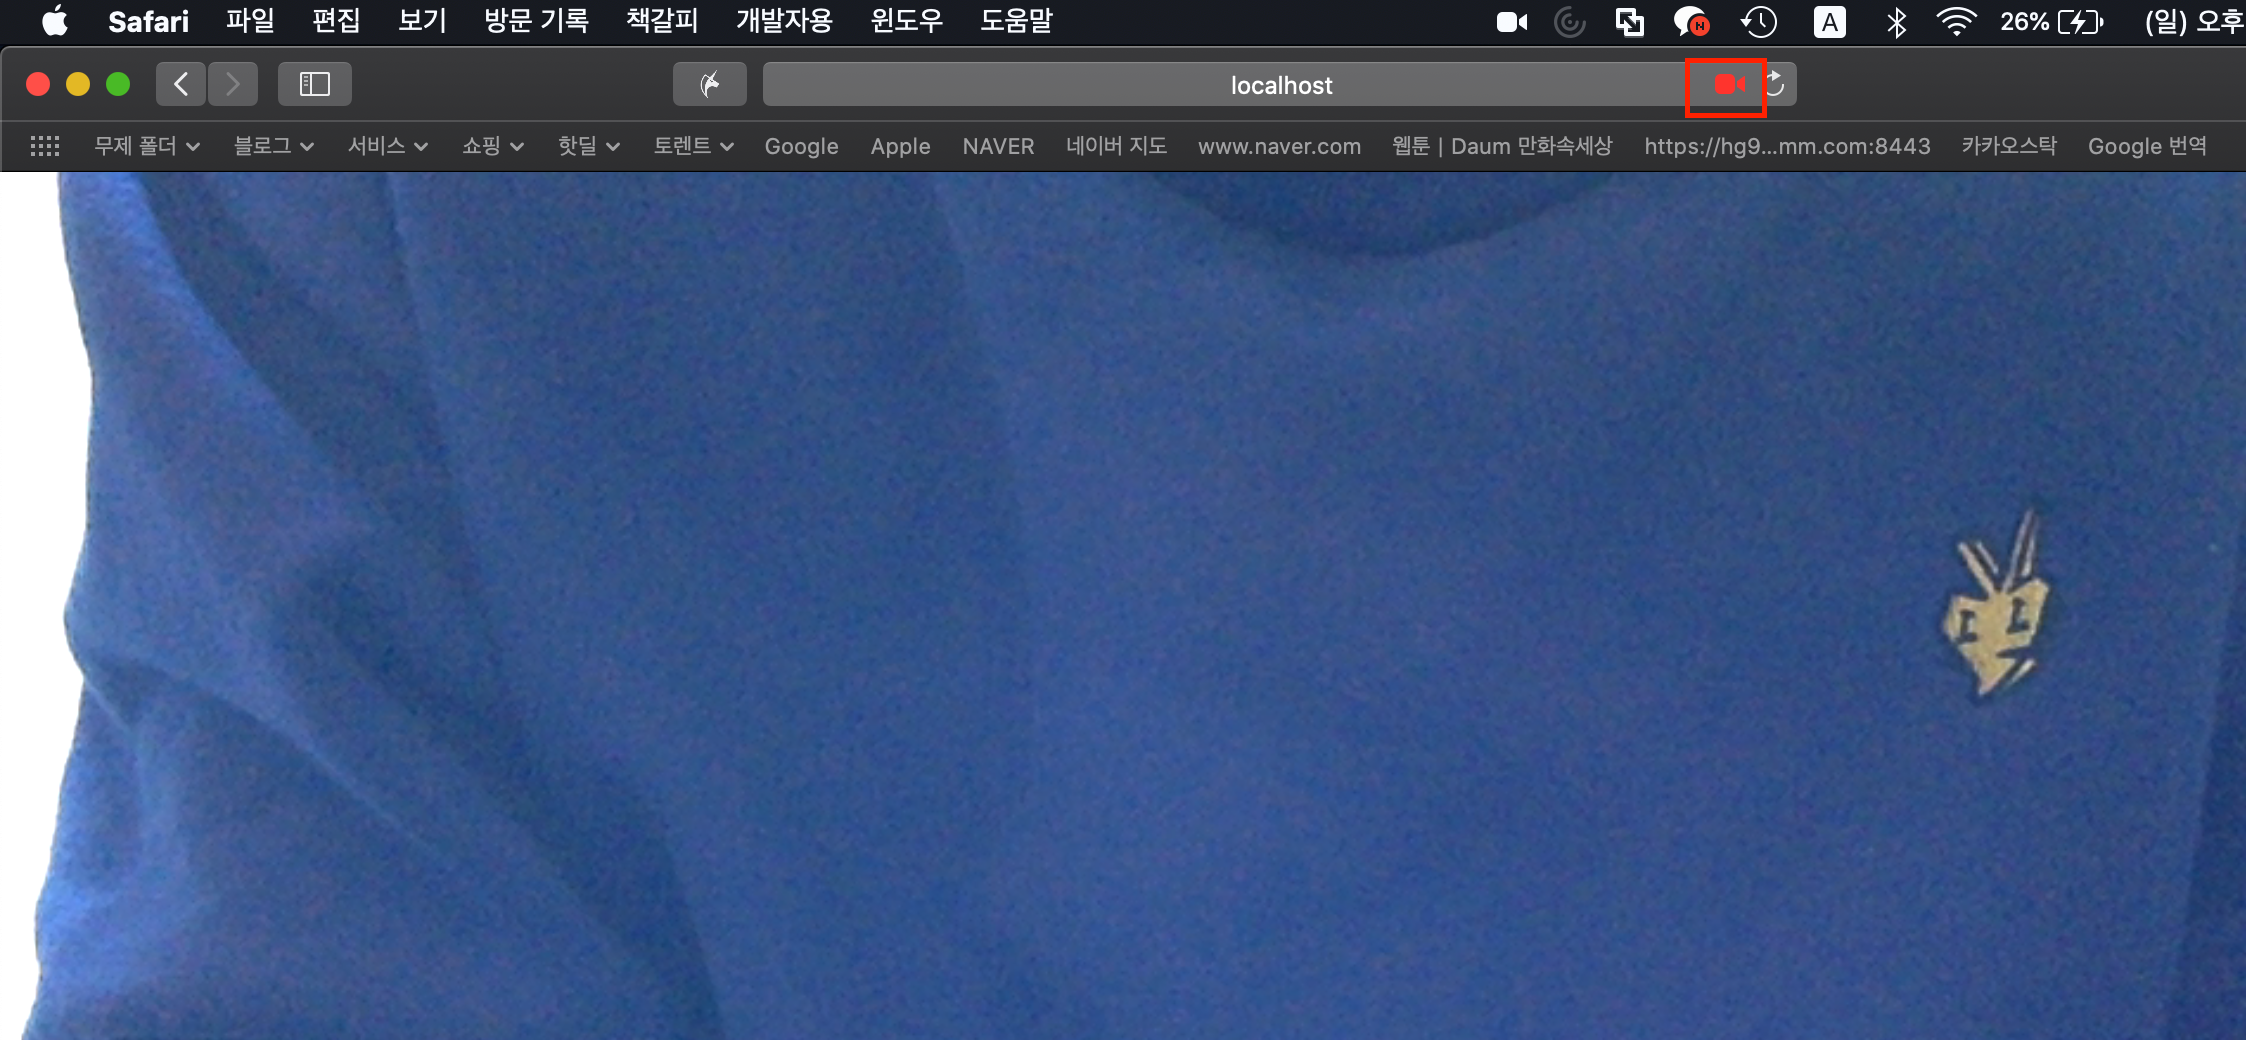 Safari 파일 편집 보기 방문 기록 책갈피 개발자용 윈도우 도움말 N A 26% (일) 오후
localhost
무제 폴더 블로그 서비스 쇼핑 핫딜 토렌트 Google Apple NAVER 네이버 지도 www.naver.com 웹툰 | Daum 만화속세상 https://hg9...mm.com:8443 카카오스탁 Google 번역